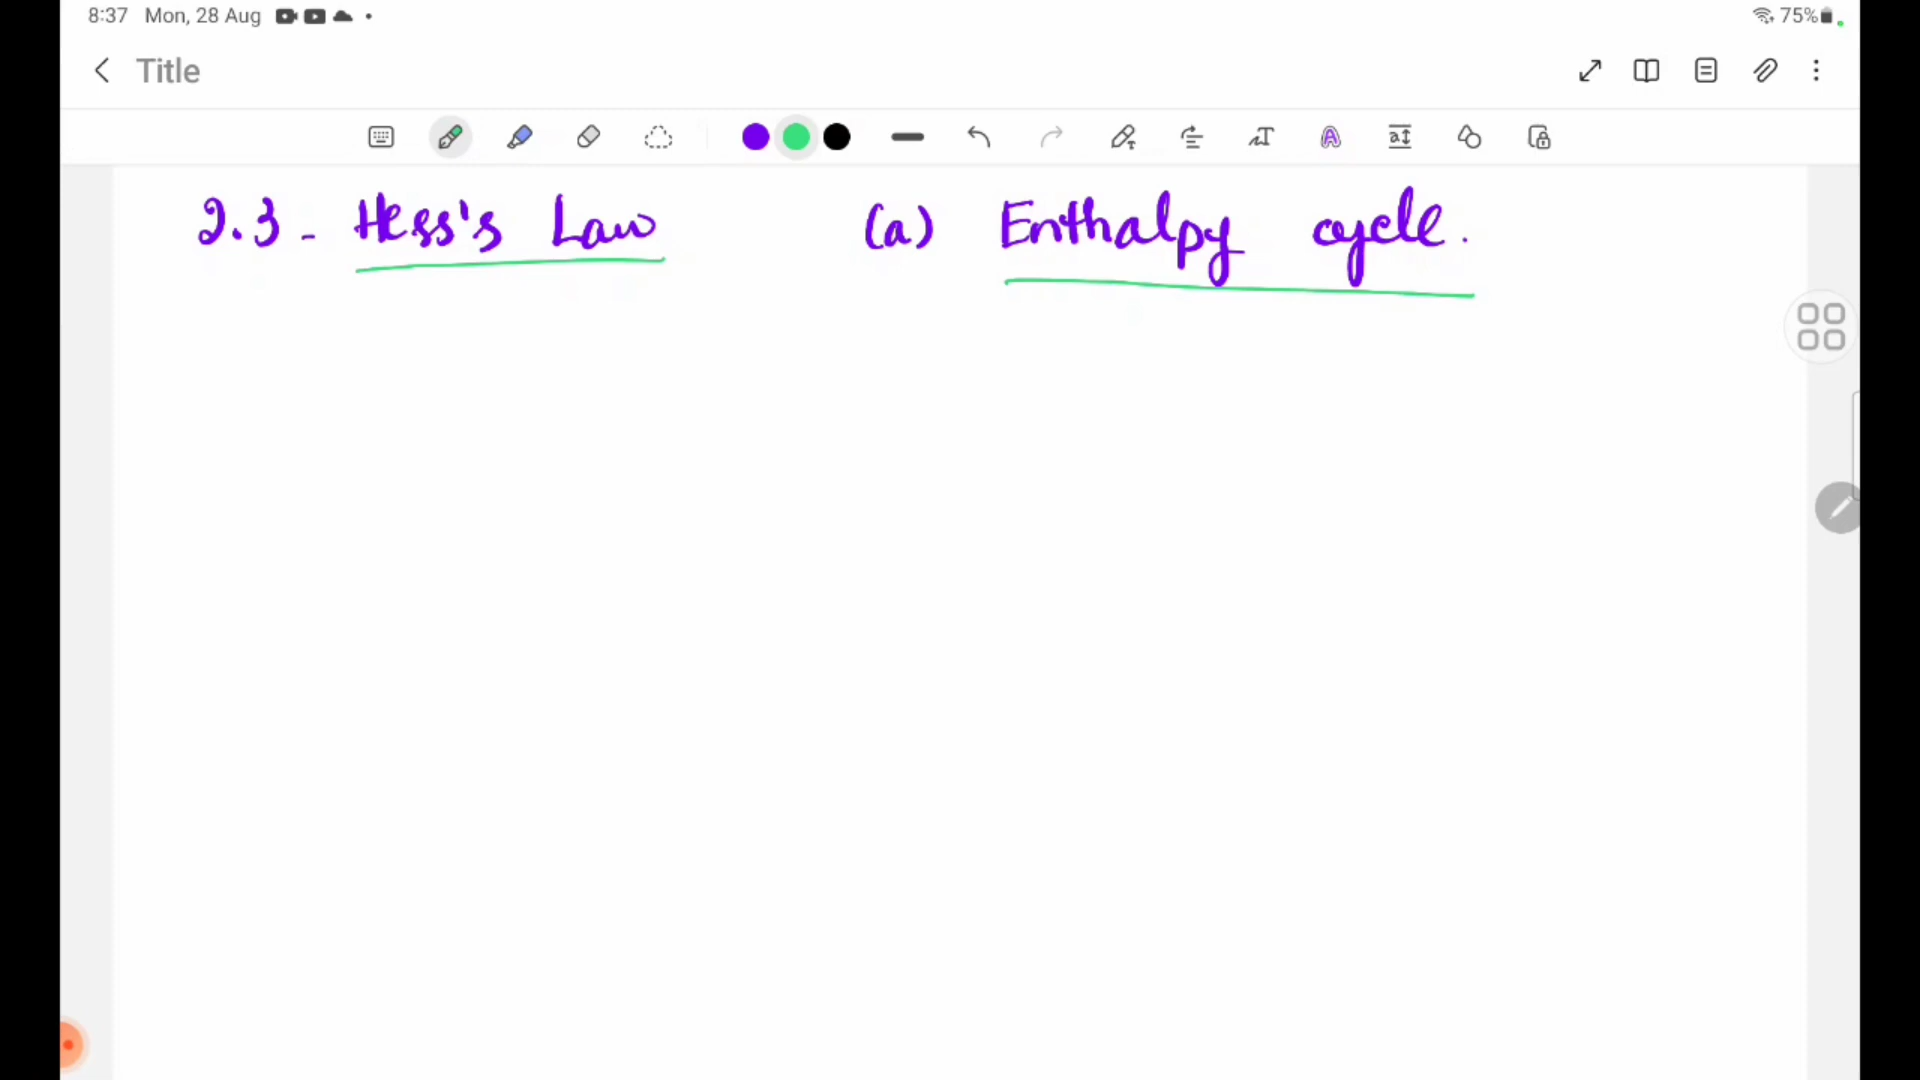 8:37 Mon, 28 Aug 75%
Title
2.3 - Hess's Law (a) Enthalpy cycle.